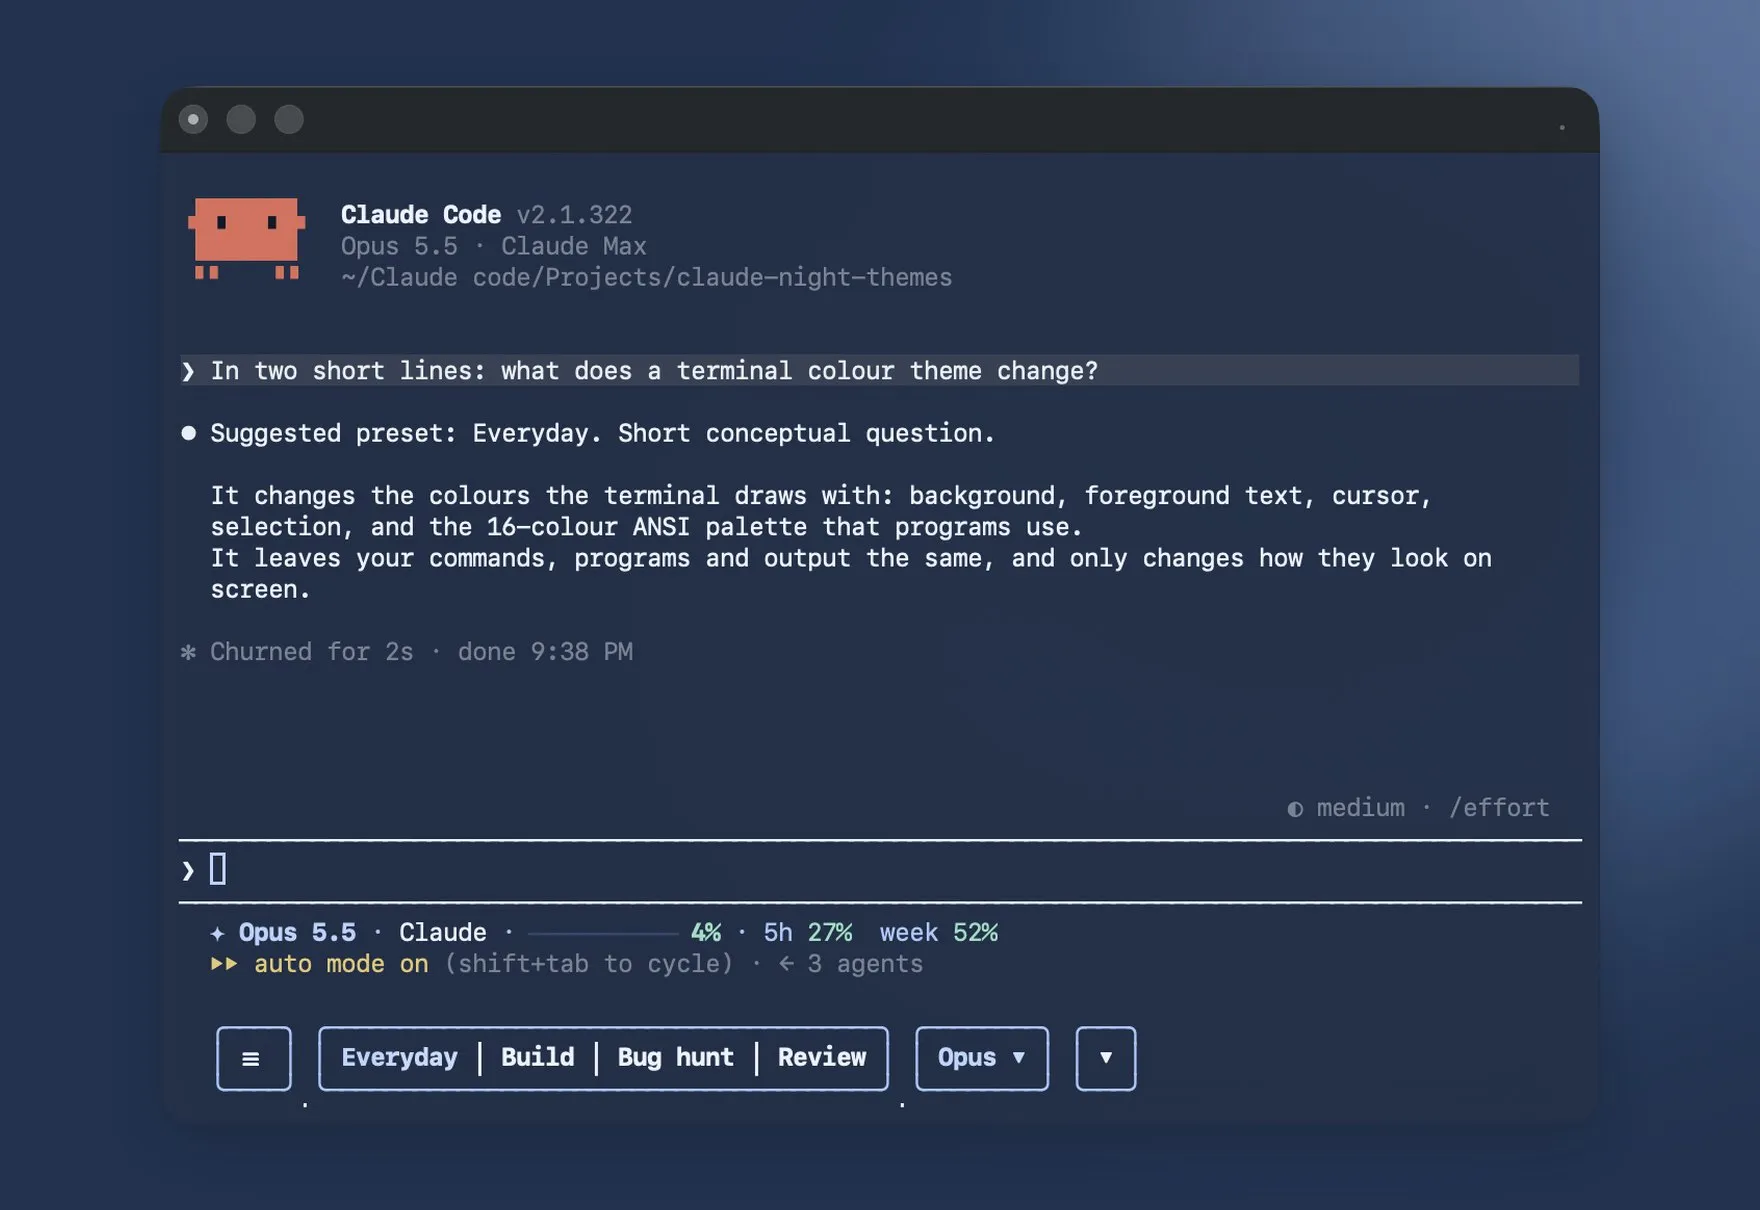 Claude Code v2.1.322
Opus 5.5 · Claude Max
~/Claude code/Projects/claude-night-themes
❯ In two short lines: what does a terminal colour theme change?
● Suggested preset: Everyday. Short conceptual question.
It changes the colours the terminal draws with: background, foreground text, cursor,
selection, and the 16-colour ANSI palette that programs use.
It leaves your commands, programs and output the same, and only changes how they look on
screen.
✻ Churned for 2s · done 9:38 PM
◐ medium · /effort
❯
✦ Opus 5.5 · Claude · 4% · 5h 27% week 52%
▸▸ auto mode on (shift+tab to cycle) · ← 3 agents
≡ Everyday | Build | Bug hunt | Review Opus ▾ ▾